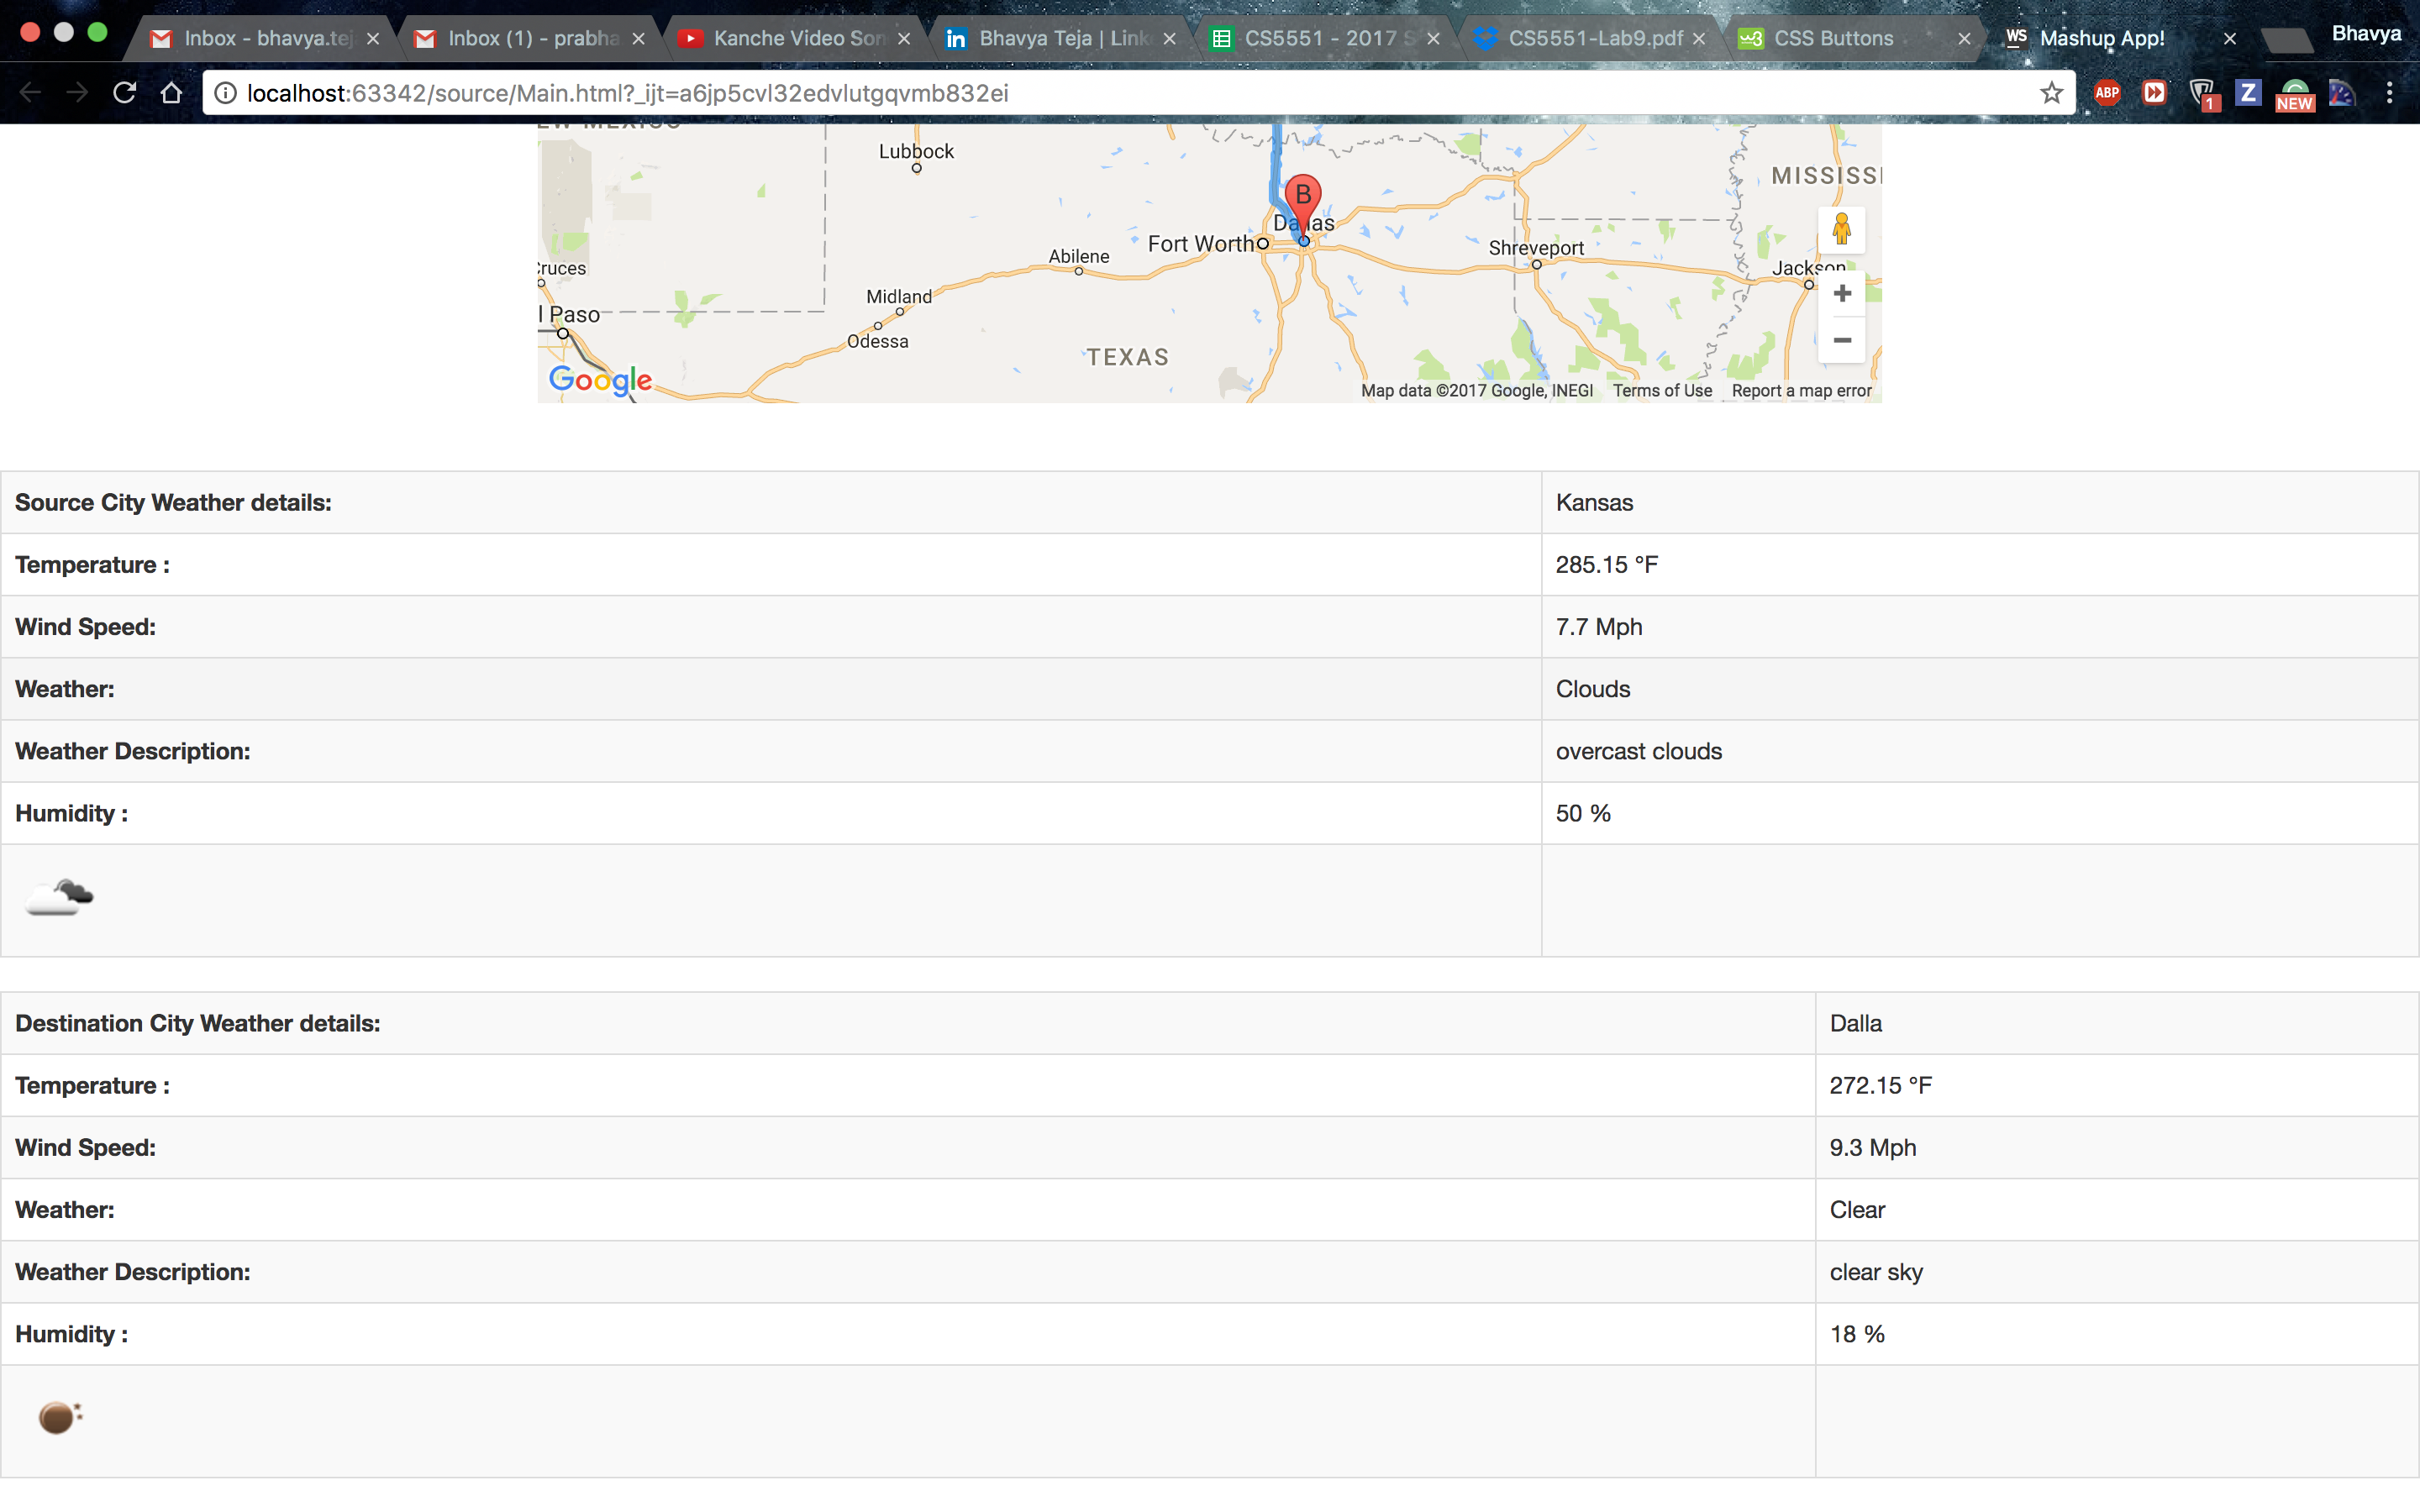 Inbox - bhavya.tej
Inbox (1) - prabha
Kanche Video Son
Bhavya Teja | Link
CS5551 - 2017 S
CS5551-Lab9.pdf
CSS Buttons
WS Mashup App!
Bhavya
localhost:63342/source/Main.html?_ijt=a6jp5cvl32edvlutgqvmb832ei
ABP
1
Z
NEW
Lubbock
MISSISSI
B
Dallas
Fort Worth
Shreveport
Abilene
Jackson
Cruces
Midland
l Paso
Odessa
TEXAS
Google
Map data ©2017 Google, INEGI Terms of Use Report a map error
Source City Weather details: Kansas
Temperature : 285.15 °F
Wind Speed: 7.7 Mph
Weather: Clouds
Weather Description: overcast clouds
Humidity : 50 %
Destination City Weather details: Dalla
Temperature : 272.15 °F
Wind Speed: 9.3 Mph
Weather: Clear
Weather Description: clear sky
Humidity : 18 %